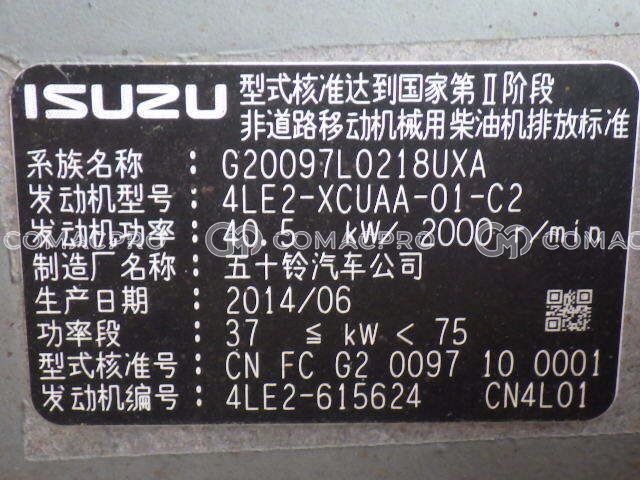 ISUZU
型式核准达到国家第Ⅱ阶段
非道路移动机械用柴油机排放标准
系族名称 : G20097L0218UXA
发动机型号 : 4LE2-XCUAA-01-C2
发动机功率 : 40.5 kW/ 2000 r/min
制造厂名称 : 五十铃汽车公司
生产日期 : 2014/06
功率段 : 37 ≦ kW < 75
型式核准号 : CN FC G2 0097 10 0001
发动机编号 : 4LE2-615624 CN4L01
COMACPRO COMACPRO COMACPRO